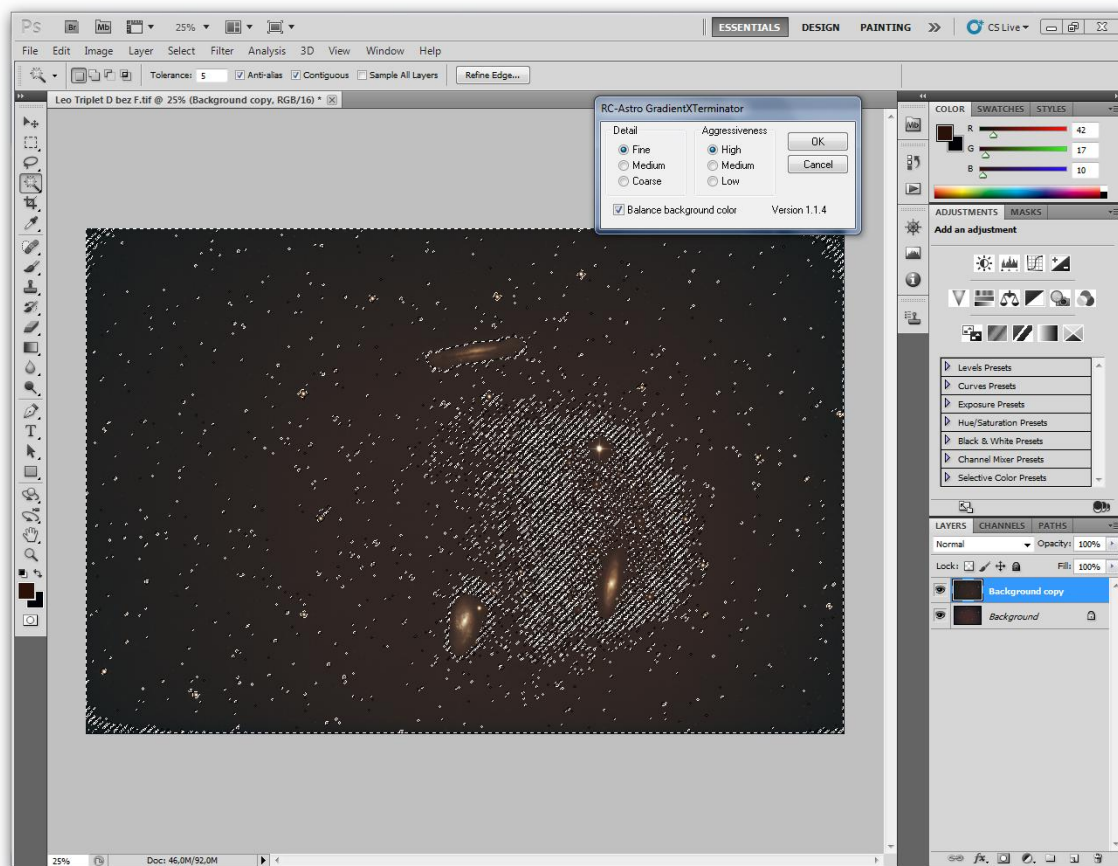 Ps Br Mb 25% ESSENTIALS DESIGN PAINTING CS Live
File Edit Image Layer Select Filter Analysis 3D View Window Help
Tolerance: 5 Anti-alias Contiguous Sample All Layers Refine Edge...
Leo Triplet D bez F.tif @ 25% (Background copy, RGB/16) *
RC-Astro GradientXTerminator
Detail Aggressiveness
Fine High OK
Medium Medium Cancel
Coarse Low
Balance background color Version 1.1.4
COLOR SWATCHES STYLES
R 42
G 17
B 10
Mb
ADJUSTMENTS MASKS
Add an adjustment
Levels Presets
Curves Presets
Exposure Presets
Hue/Saturation Presets
Black & White Presets
Channel Mixer Presets
Selective Color Presets
LAYERS CHANNELS PATHS
Normal Opacity: 100%
Lock: Fill: 100%
Background copy
Background
25% Doc: 46,0M/92,0M